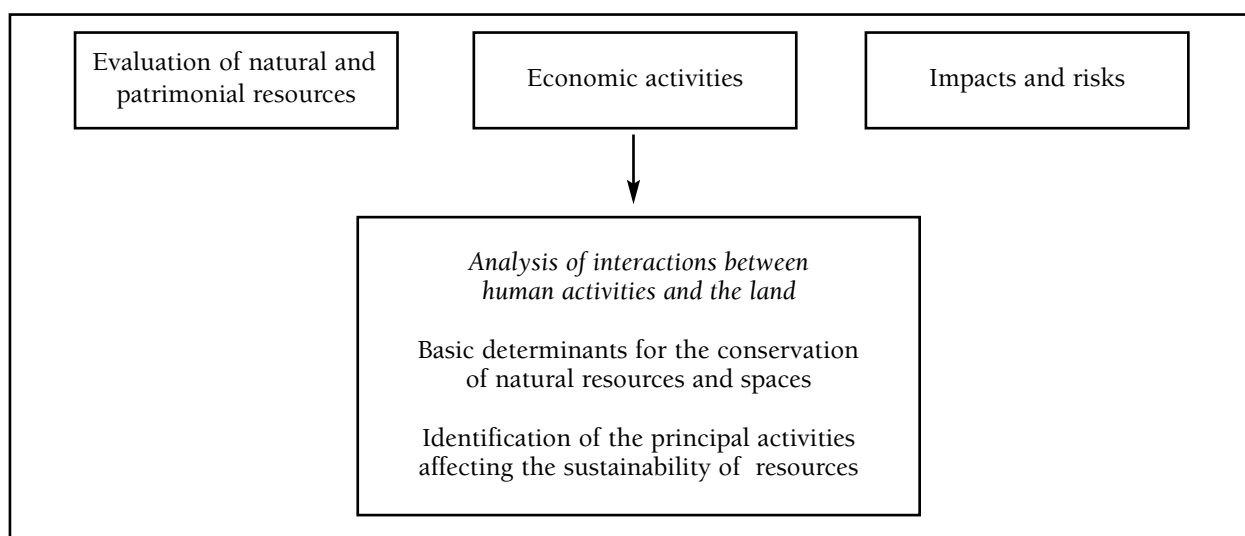 Evaluation of natural and
patrimonial resources
Economic activities
Impacts and risks
Analysis of interactions between
human activities and the land
Basic determinants for the conservation
of natural resources and spaces
Identification of the principal activities
affecting the sustainability of resources